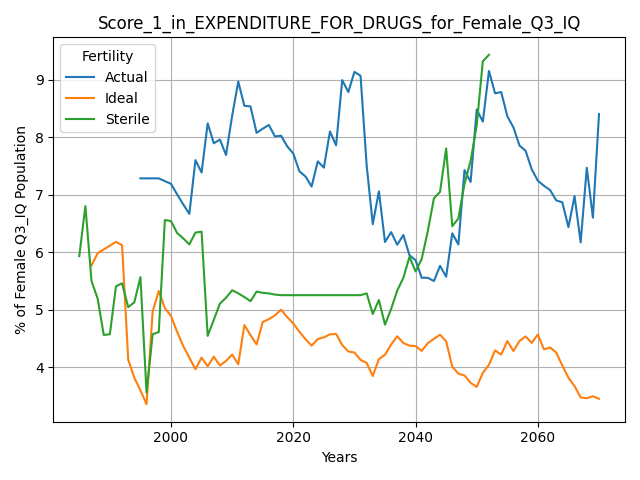 Score_1_in_EXPENDITURE_FOR_DRUGS_for_Female_Q3_IQ
Fertility
Actual
Ideal
Sterile
% of Female Q3_IQ Population
9
8
7
6
5
4
2000 2020 2040 2060
Years